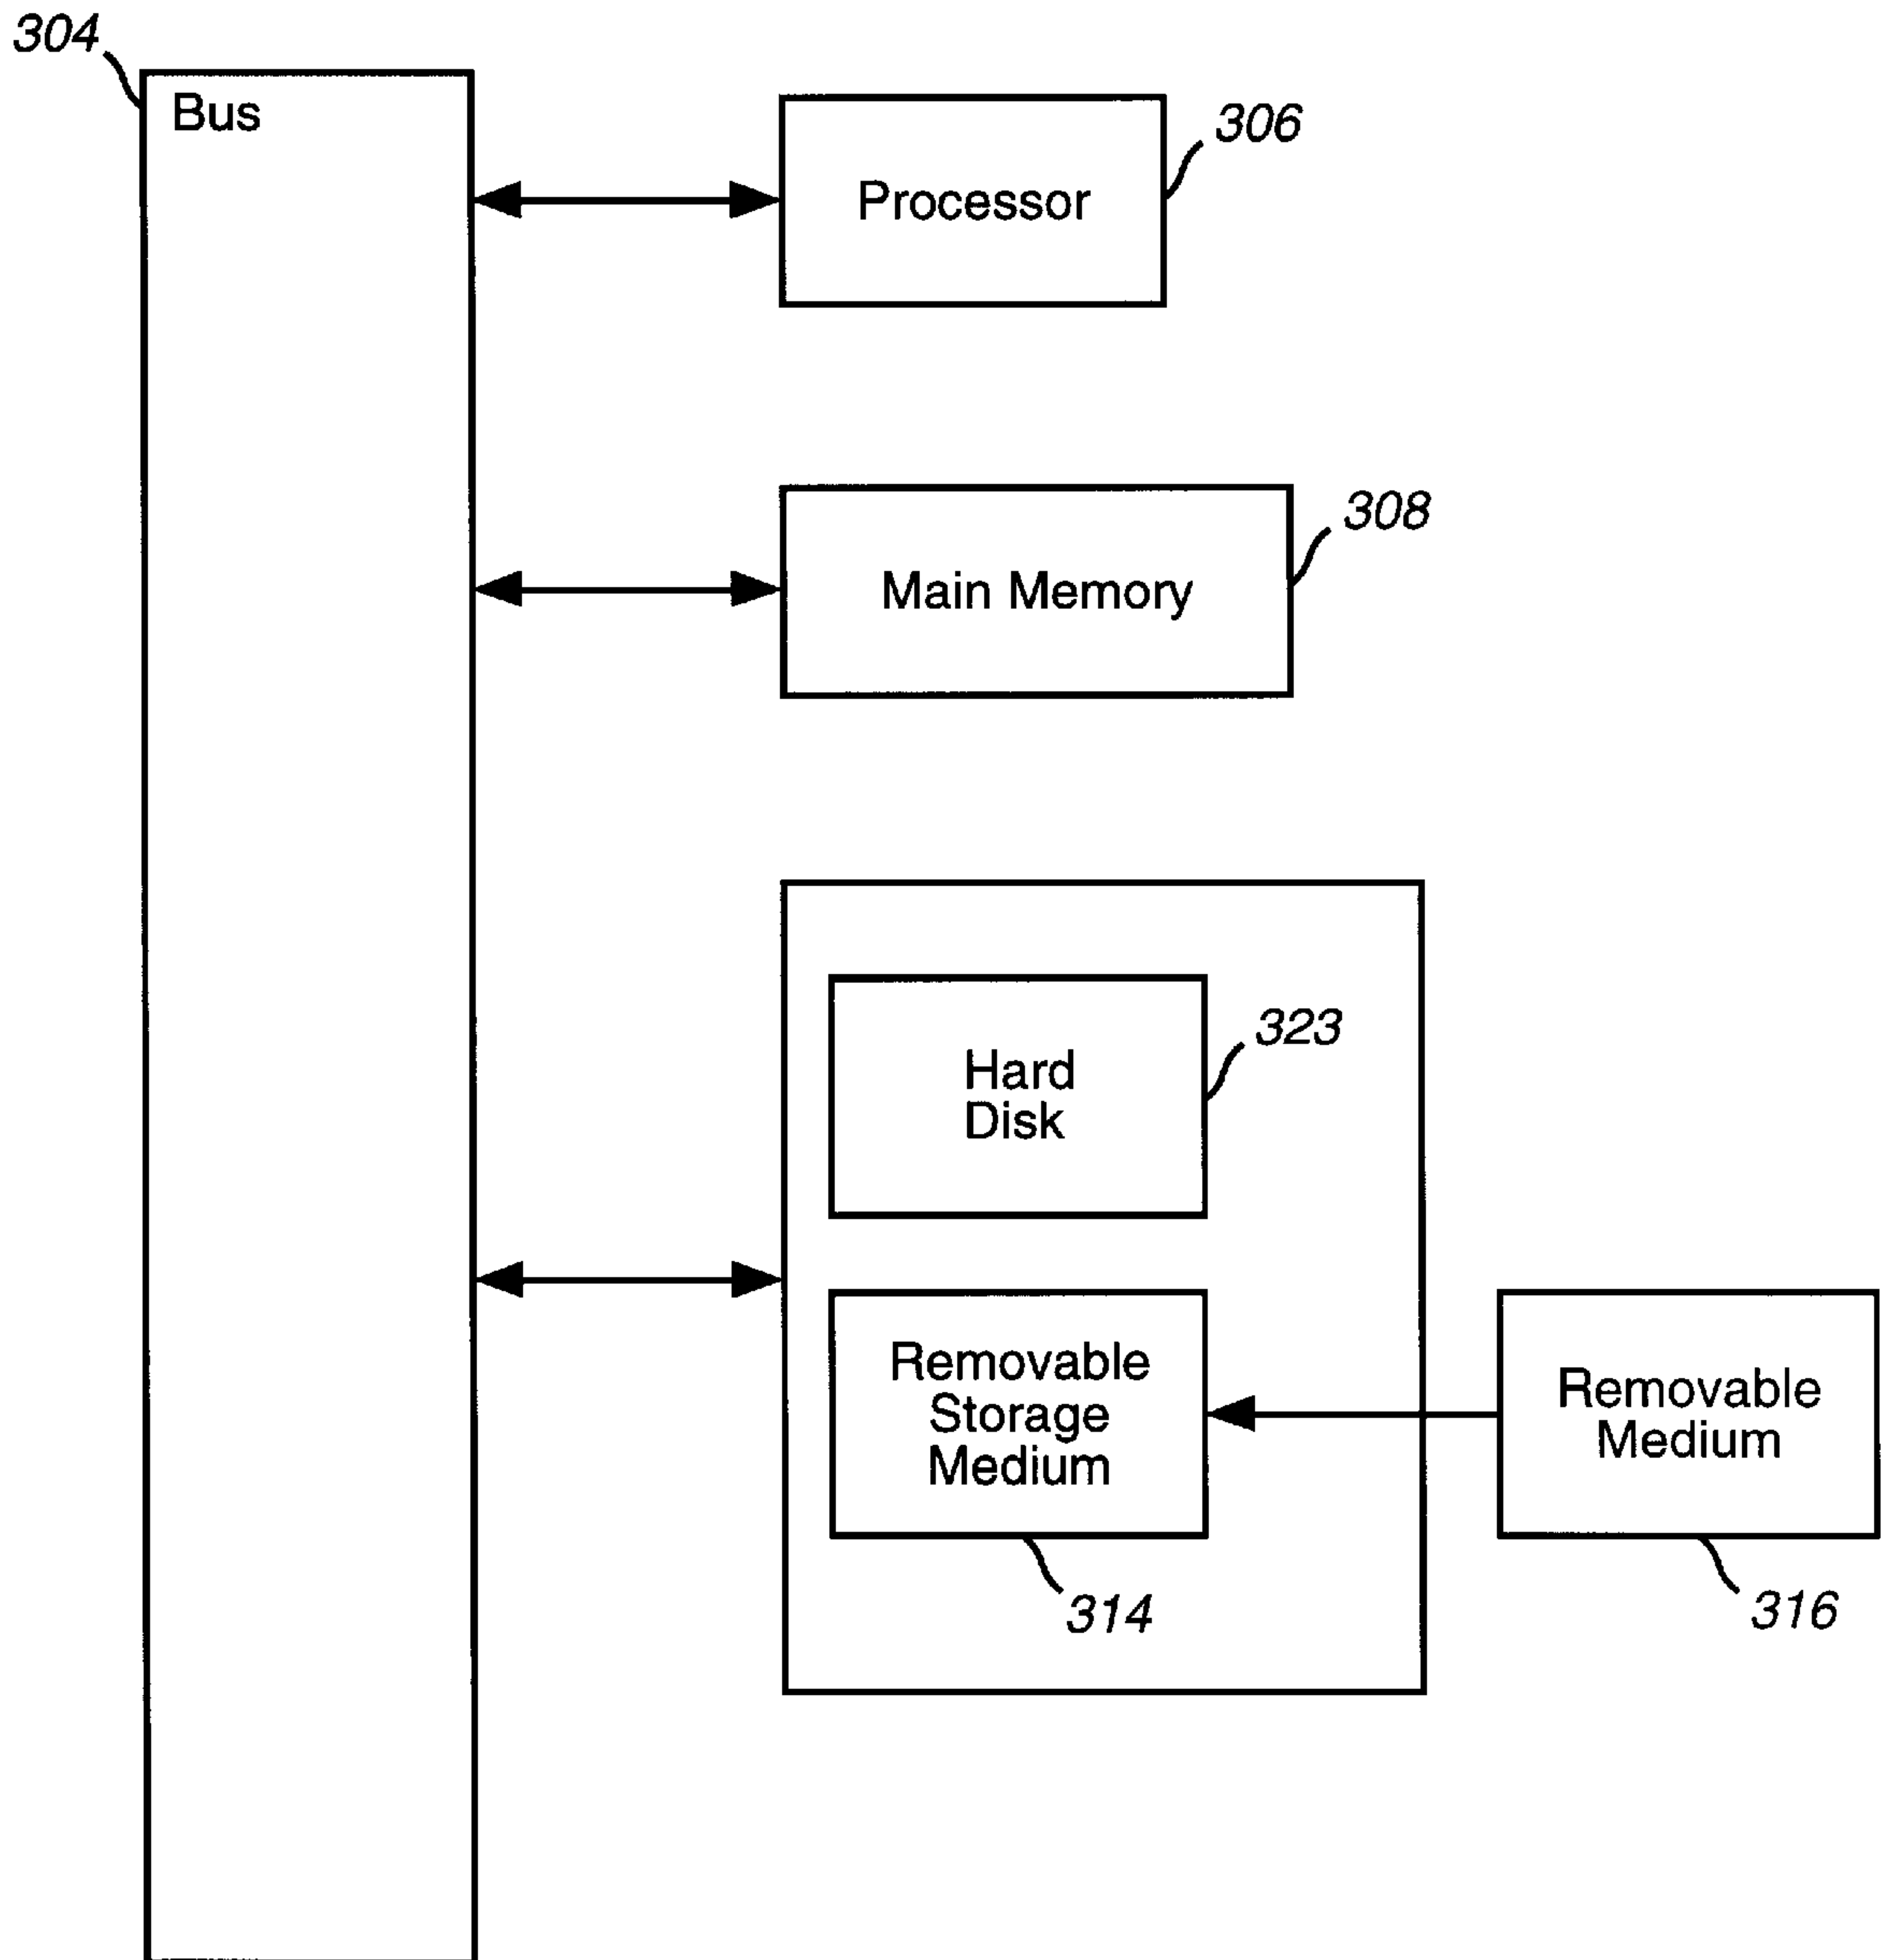 304
Bus
306
Processor
308
Main Memory
323
Hard
Disk
Removable
Storage
Medium
314
Removable
Medium
316